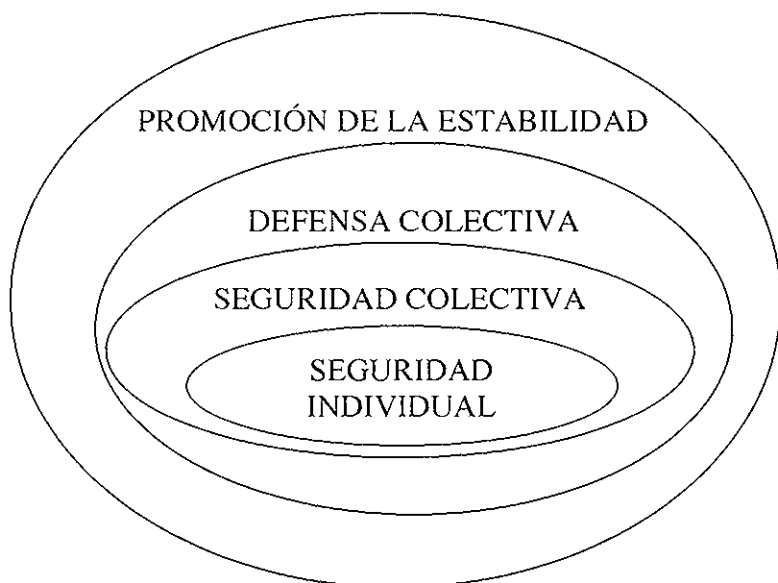 PROMOCIÓN DE LA ESTABILIDAD
DEFENSA COLECTIVA
SEGURIDAD COLECTIVA
SEGURIDAD
INDIVIDUAL